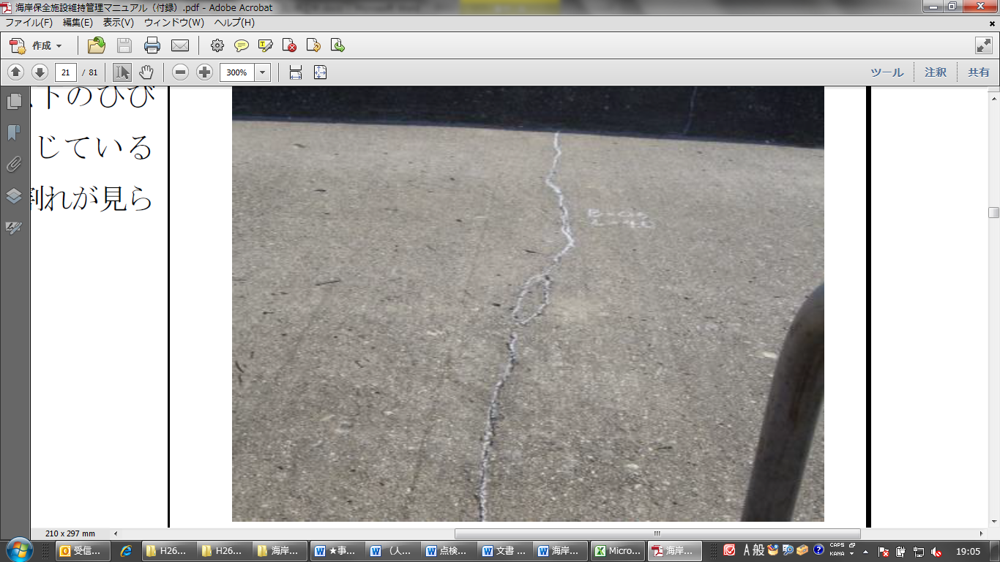 海岸保全施設維持管理マニュアル（付録）.pdf - Adobe Acrobat
ファイル(F) 編集(E) 表示(V) ウィンドウ(W) ヘルプ(H)
作成
21 / 81 300% ツール 注釈 共有
トのひび
じている
割れが見ら
210 x 297 mm
受信... H26... H26... 海岸... ★事... （人... 点検... 文書... 海岸... Micro... 海岸... A 般 CAPS KANA 19:05